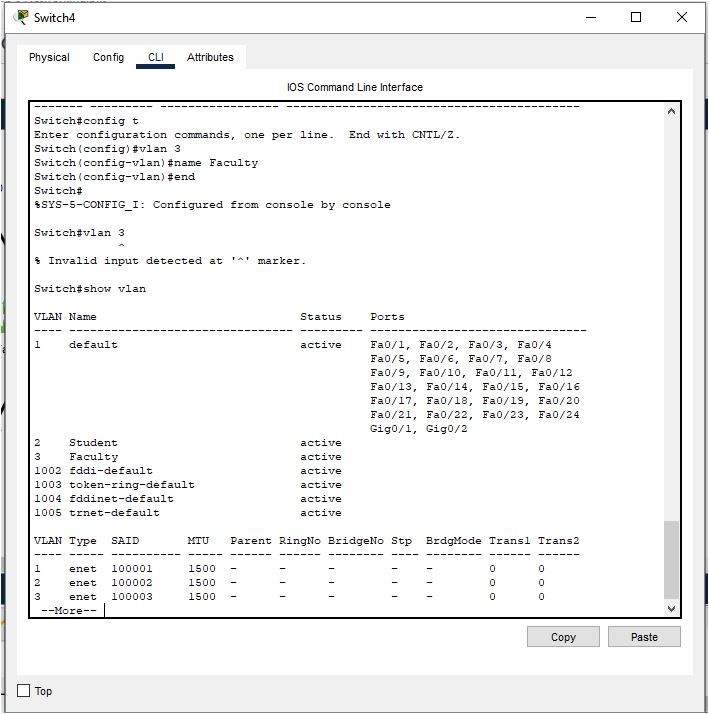 Switch4
Physical Config CLI Attributes
IOS Command Line Interface
------- --------- ----------------- ------------------------------------------
Switch#config t
Enter configuration commands, one per line.  End with CNTL/Z.
Switch(config)#vlan 3
Switch(config-vlan)#name Faculty
Switch(config-vlan)#end
Switch#
%SYS-5-CONFIG_I: Configured from console by console
Switch#vlan 3
^
% Invalid input detected at '^' marker.
Switch#show vlan
VLAN Name                             Status    Ports
---- -------------------------------- --------- -------------------------------
1    default                          active    Fa0/1, Fa0/2, Fa0/3, Fa0/4
Fa0/5, Fa0/6, Fa0/7, Fa0/8
Fa0/9, Fa0/10, Fa0/11, Fa0/12
Fa0/13, Fa0/14, Fa0/15, Fa0/16
Fa0/17, Fa0/18, Fa0/19, Fa0/20
Fa0/21, Fa0/22, Fa0/23, Fa0/24
Gig0/1, Gig0/2
2    Student                          active
3    Faculty                          active
1002 fddi-default                     active
1003 token-ring-default               active
1004 fddinet-default                  active
1005 trnet-default                    active
VLAN Type  SAID       MTU   Parent RingNo BridgeNo Stp  BrdgMode Trans1 Trans2
---- ----- ---------- ----- ------ ------ -------- ---- -------- ------ ------
1    enet  100001     1500  -      -      -        -    -        0      0
2    enet  100002     1500  -      -      -        -    -        0      0
3    enet  100003     1500  -      -      -        -    -        0      0
--More--
Copy Paste
Top